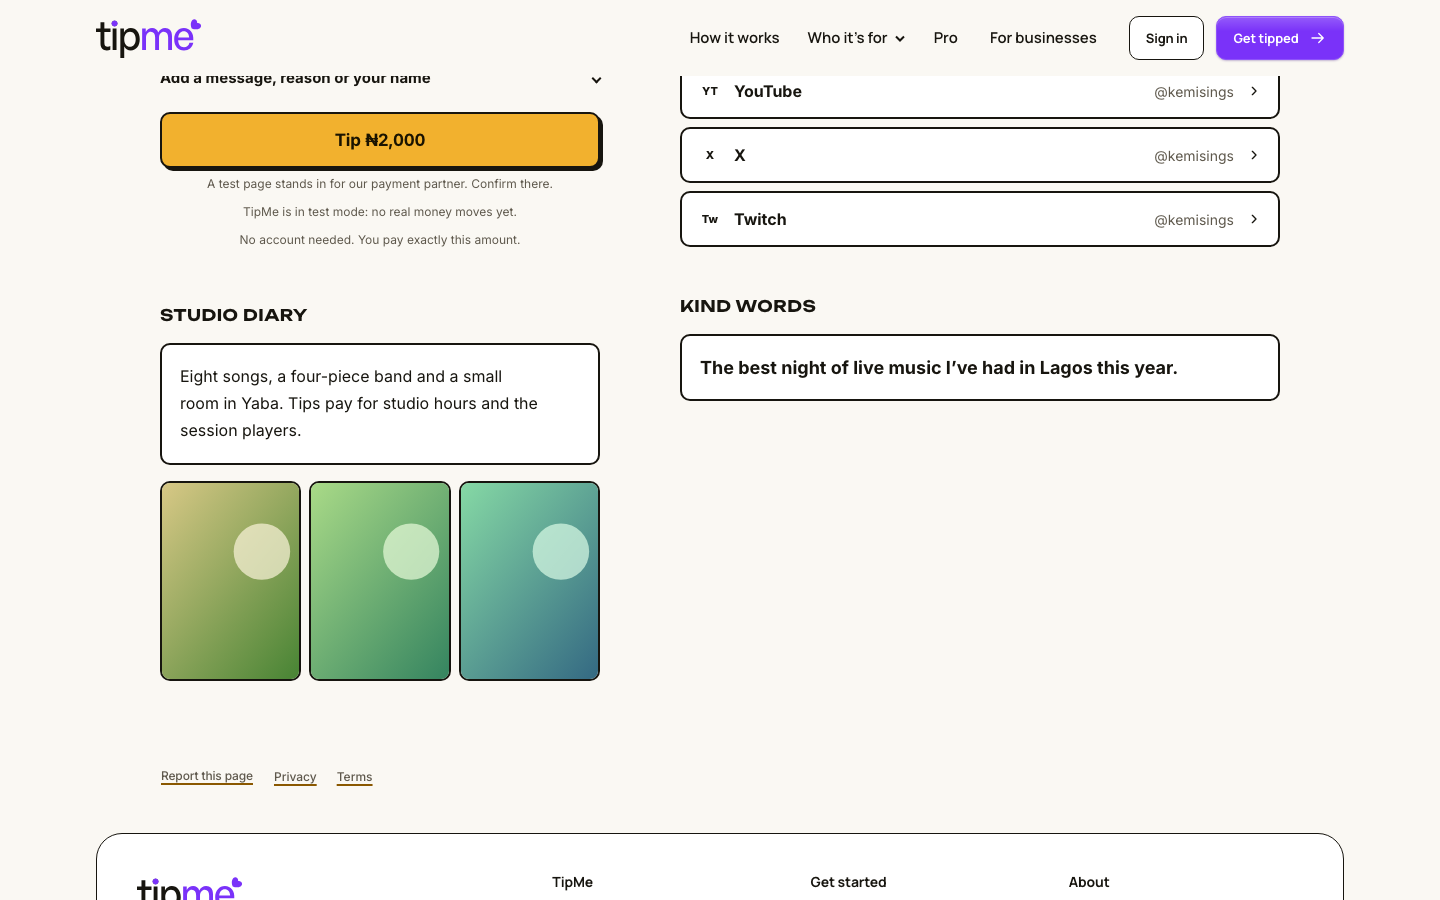 tipme
How it works
Who it's for
Pro
For businesses
Sign in
Get tipped
Add a message, reason or your name
Tip ₦2,000
A test page stands in for our payment partner. Confirm there.
TipMe is in test mode: no real money moves yet.
No account needed. You pay exactly this amount.
STUDIO DIARY
Eight songs, a four-piece band and a small
room in Yaba. Tips pay for studio hours and the
session players.
YT YouTube @kemisings
X X @kemisings
Tw Twitch @kemisings
KIND WORDS
The best night of live music I've had in Lagos this year.
Report this page
Privacy
Terms
tipme
TipMe
Get started
About